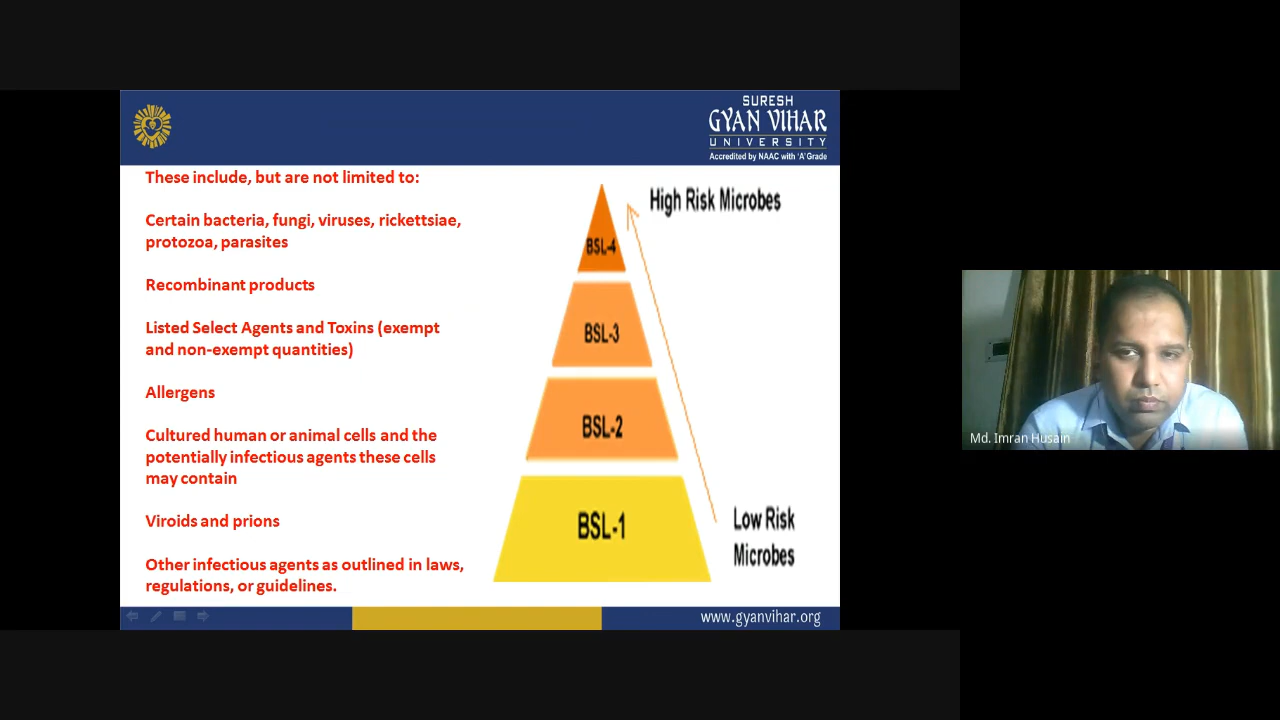 SURESH
GYAN VIHAR
UNIVERSITY
Accredited by NAAC with 'A' Grade
These include, but are not limited to:
Certain bacteria, fungi, viruses, rickettsiae,
protozoa, parasites
Recombinant products
Listed Select Agents and Toxins (exempt
and non-exempt quantities)
Allergens
Cultured human or animal cells and the
potentially infectious agents these cells
may contain
Viroids and prions
Other infectious agents as outlined in laws,
regulations, or guidelines.
High Risk Microbes
BSL-4
BSL-3
BSL-2
BSL-1
Low Risk
Microbes
www.gyanvihar.org
Md. Imran Husain